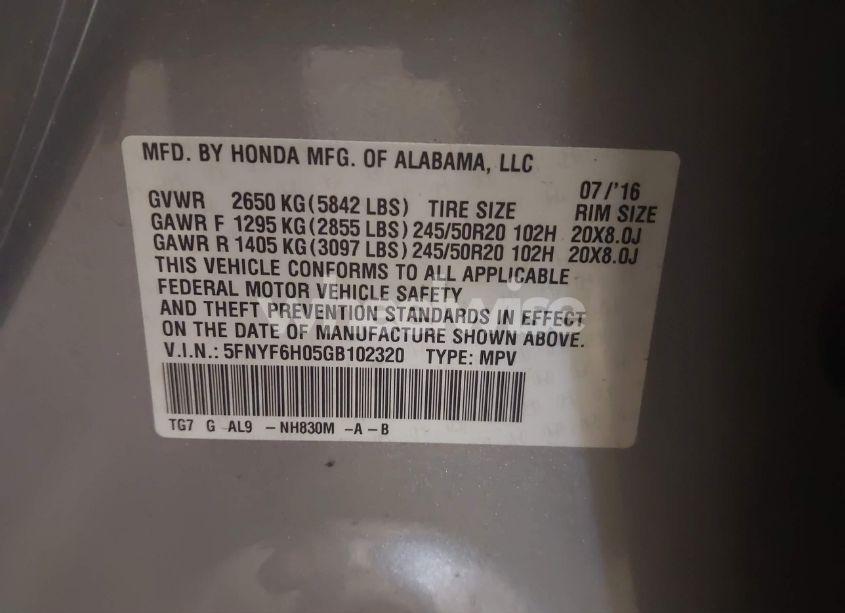 MFD. BY HONDA MFG. OF ALABAMA, LLC
07/'16
GVWR 2650 KG(5842 LBS) TIRE SIZE RIM SIZE
GAWR F 1295 KG(2855 LBS) 245/50R20 102H 20X8.0J
GAWR R 1405 KG(3097 LBS) 245/50R20 102H 20X8.0J
THIS VEHICLE CONFORMS TO ALL APPLICABLE
FEDERAL MOTOR VEHICLE SAFETY
AND THEFT PREVENTION STANDARDS IN EFFECT
ON THE DATE OF MANUFACTURE SHOWN ABOVE.
V.I.N.: 5FNYF6H05GB102320 TYPE: MPV
TG7 G AL9 -NH830M -A-B